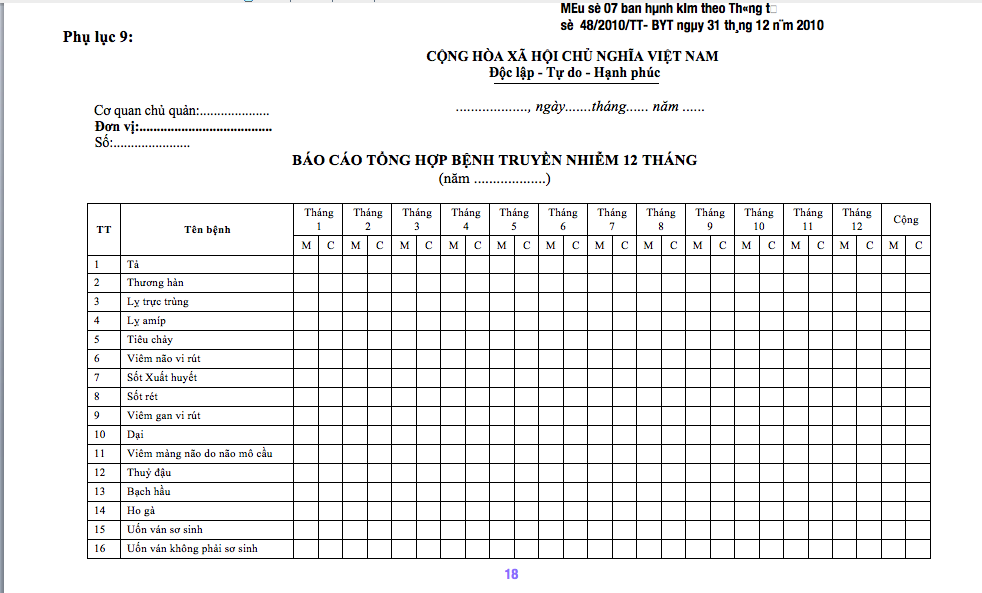 MEu sè 07 ban hµnh kÌm theo Th«ng t
sè 48/2010/TT- BYT ngµy 31 th¸ng 12 n¨m 2010
Phụ lục 9:
CỘNG HÒA XÃ HỘI CHỦ NGHĨA VIỆT NAM
Độc lập - Tự do - Hạnh phúc
..................., ngày.......tháng...... năm ......
Cơ quan chủ quản:....................
Đơn vị:......................................
Số:......................
BÁO CÁO TỔNG HỢP BỆNH TRUYỀN NHIỄM 12 THÁNG
(năm ...................)
TT Tên bệnh Tháng 1 Tháng 2 Tháng 3 Tháng 4 Tháng 5 Tháng 6 Tháng 7 Tháng 8 Tháng 9 Tháng 10 Tháng 11 Tháng 12 Cộng
M C M C M C M C M C M C M C M C M C M C M C M C M C
1 Tả
2 Thương hàn
3 Lỵ trực trùng
4 Lỵ amíp
5 Tiêu chảy
6 Viêm não vi rút
7 Sốt Xuất huyết
8 Sốt rét
9 Viêm gan vi rút
10 Dại
11 Viêm màng não do não mô cầu
12 Thuỷ đậu
13 Bạch hầu
14 Ho gà
15 Uốn ván sơ sinh
16 Uốn ván không phải sơ sinh
18